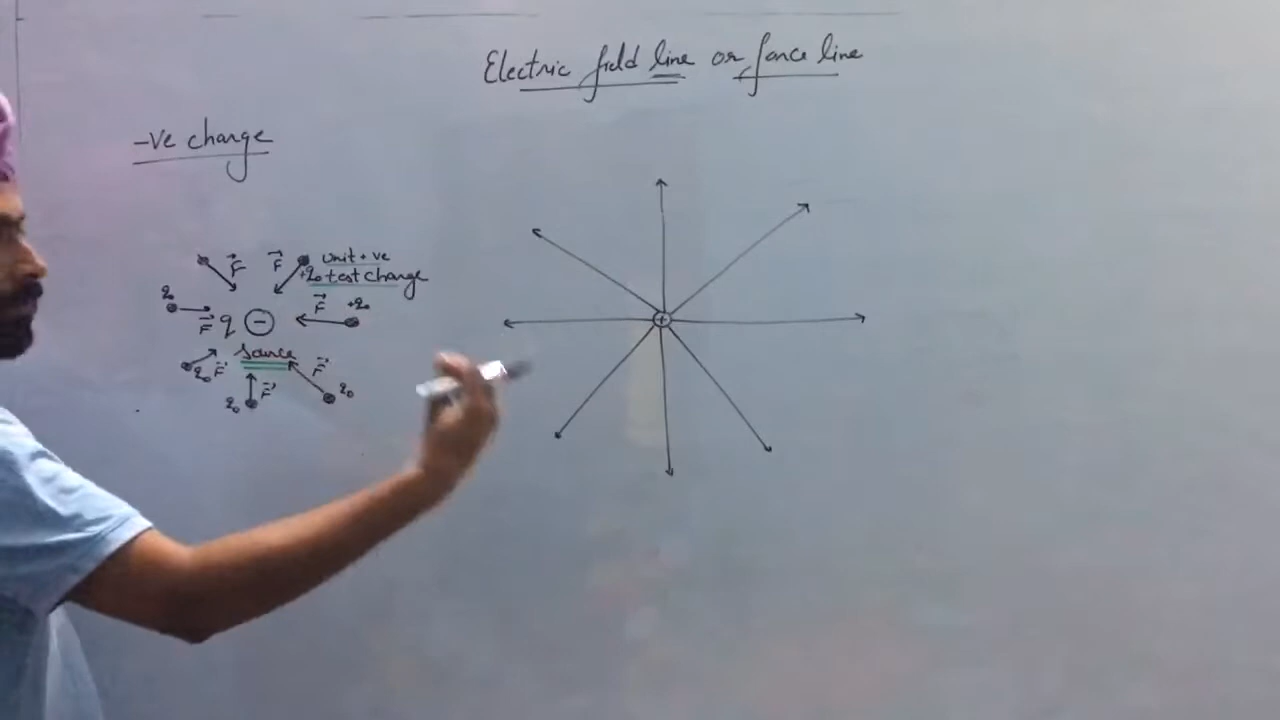 Electric field line or force line
-ve charge
F F unit + ve
+q₀ test charge
q₀ F +q₀
F q −
Source
q₀ F F
q₀ F q₀
+